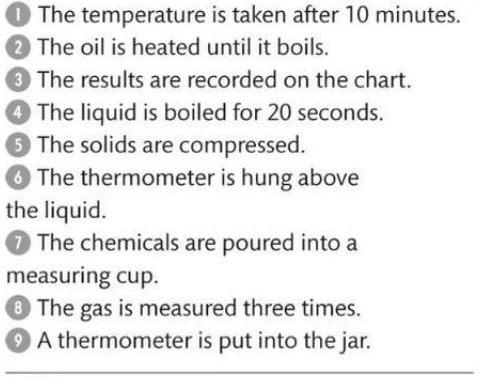 1 The temperature is taken after 10 minutes.
2 The oil is heated until it boils.
3 The results are recorded on the chart.
4 The liquid is boiled for 20 seconds.
5 The solids are compressed.
6 The thermometer is hung above
the liquid.
7 The chemicals are poured into a
measuring cup.
8 The gas is measured three times.
9 A thermometer is put into the jar.